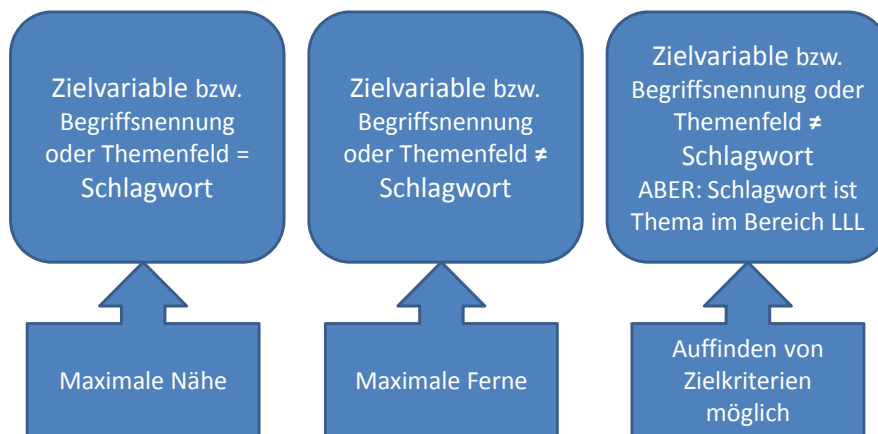 Zielvariable bzw.
Begriffsnennung
oder Themenfeld =
Schlagwort
Zielvariable bzw.
Begriffsnennung
oder Themenfeld ≠
Schlagwort
Zielvariable bzw.
Begriffsnennung oder
Themenfeld ≠
Schlagwort
ABER: Schlagwort ist
Thema im Bereich LLL
Maximale Nähe
Maximale Ferne
Auffinden von
Zielkriterien
möglich